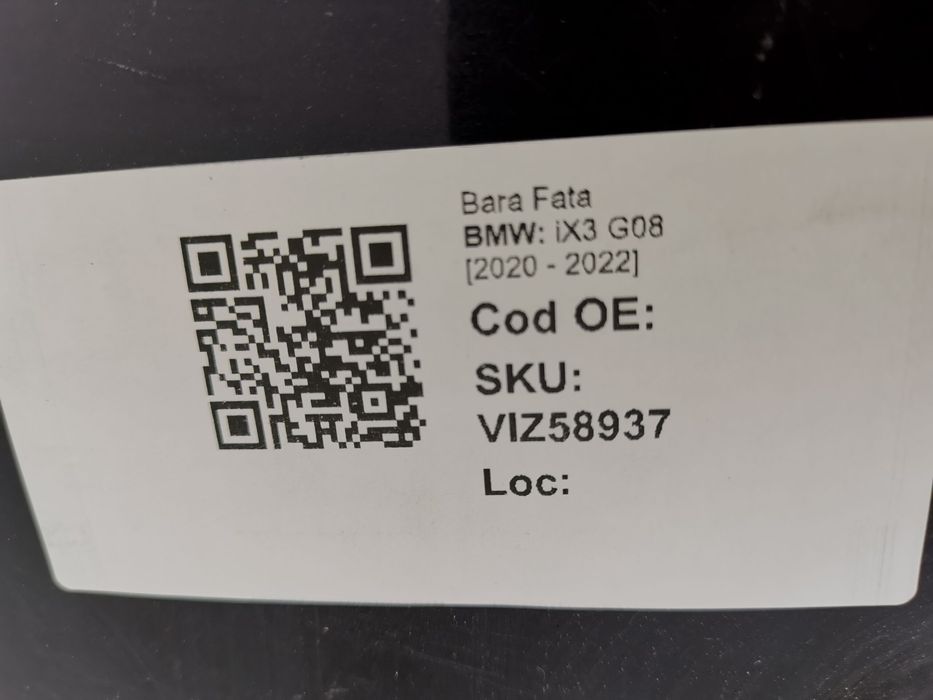 Bara Fata
BMW: iX3 G08
[2020 - 2022]
Cod OE:
SKU:
VIZ58937
Loc: